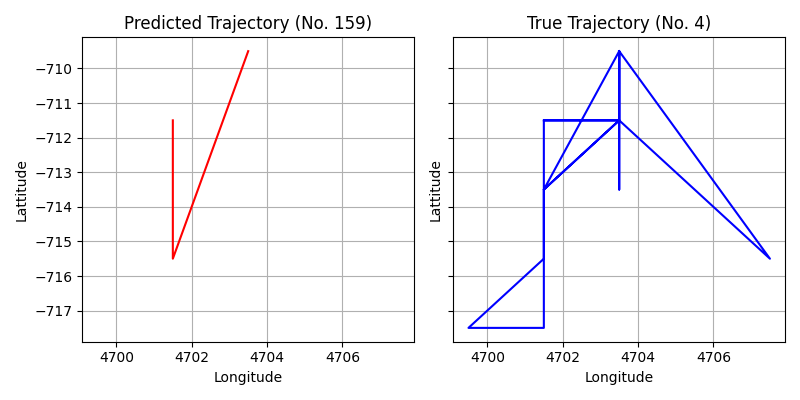 Predicted Trajectory (No. 159)
True Trajectory (No. 4)
Lattitude
−710
−711
−712
−713
−714
−715
−716
−717
4700
4702
4704
4706
Longitude
Lattitude
4700
4702
4704
4706
Longitude